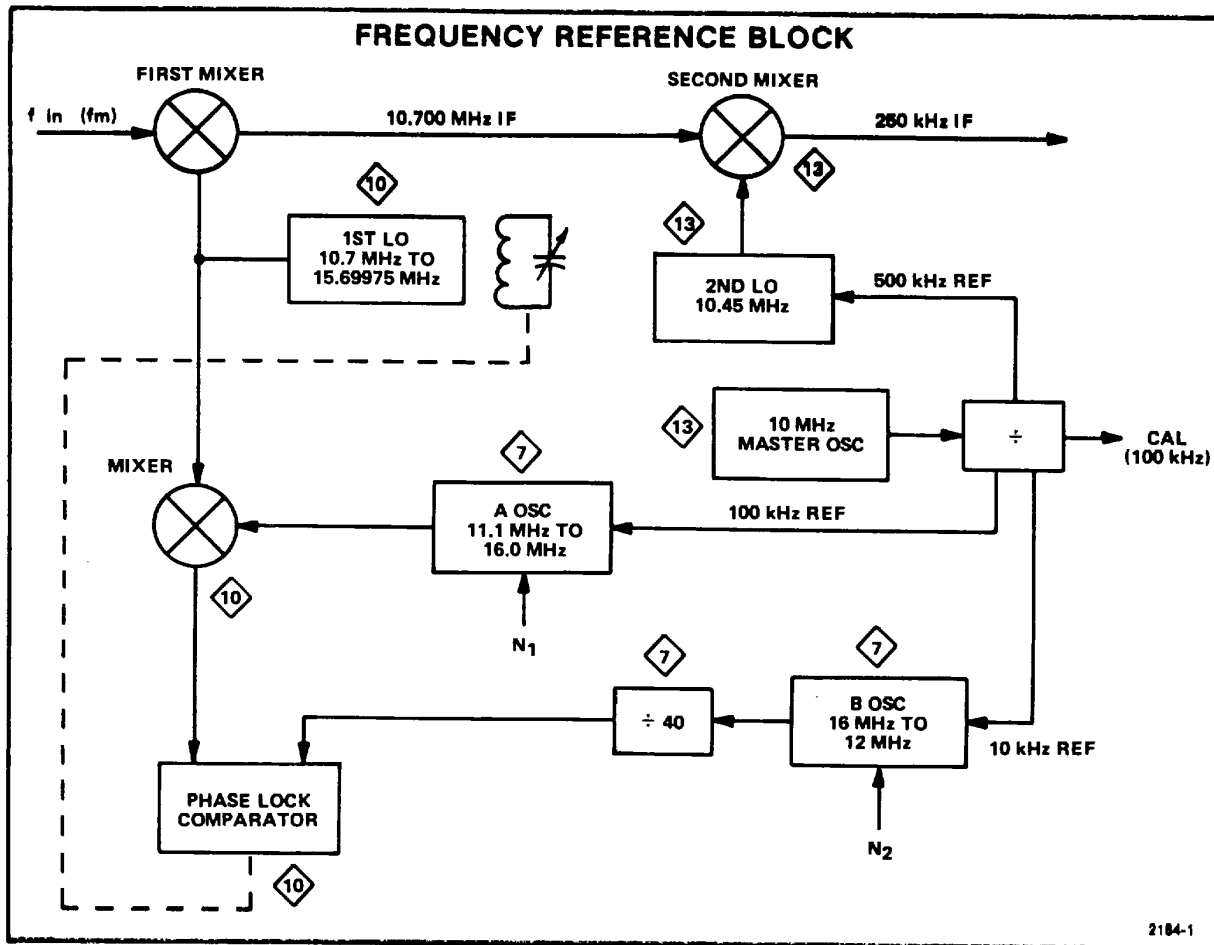 FREQUENCY REFERENCE BLOCK
FIRST MIXER
SECOND MIXER
f in (fm)
10.700 MHz IF
250 kHz IF
10
13
13
1ST LO
10.7 MHz TO
15.69975 MHz
2ND LO
10.45 MHz
500 kHz REF
13
10 MHz
MASTER OSC
÷
CAL
(100 kHz)
MIXER
7
A OSC
11.1 MHz TO
16.0 MHz
100 kHz REF
10
N1
7
7
÷ 40
B OSC
16 MHz TO
12 MHz
10 kHz REF
PHASE LOCK
COMPARATOR
N2
10
2184-1